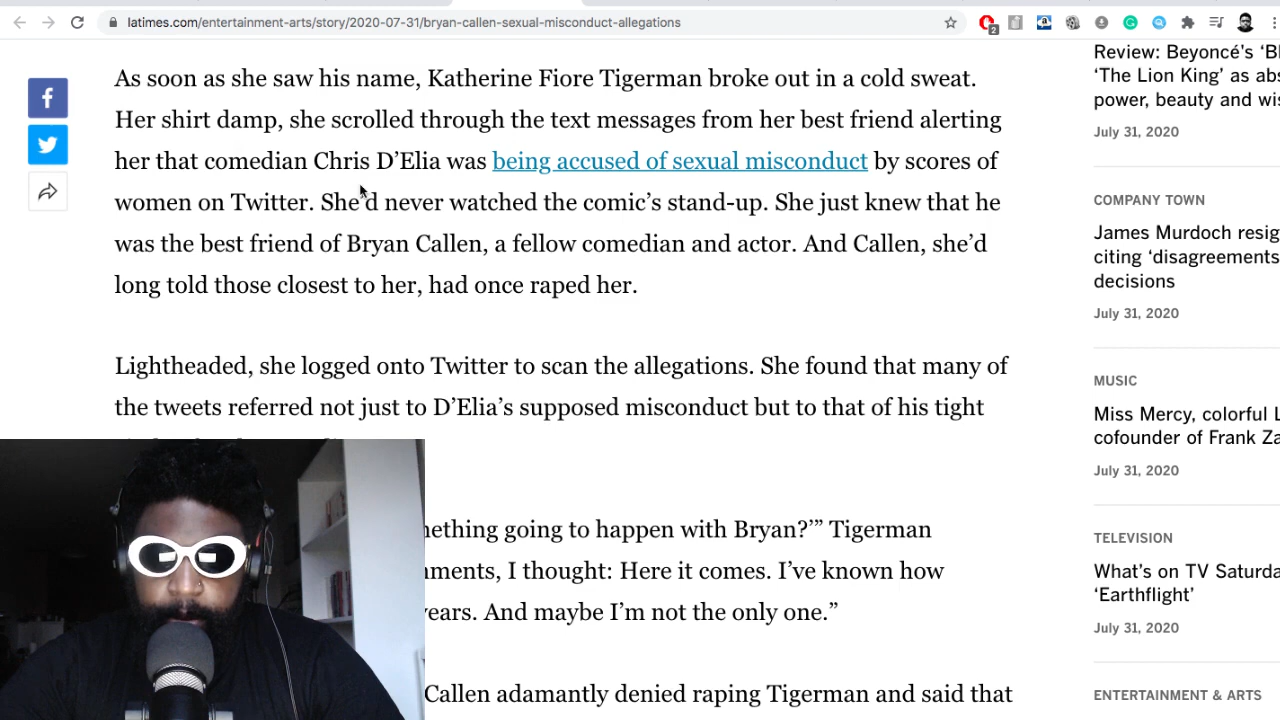 latimes.com/entertainment-arts/story/2020-07-31/bryan-callen-sexual-misconduct-allegations
2
As soon as she saw his name, Katherine Fiore Tigerman broke out in a cold sweat.
Her shirt damp, she scrolled through the text messages from her best friend alerting
her that comedian Chris D’Elia was being accused of sexual misconduct by scores of
women on Twitter. She’d never watched the comic’s stand-up. She just knew that he
was the best friend of Bryan Callen, a fellow comedian and actor. And Callen, she’d
long told those closest to her, had once raped her.
Lightheaded, she logged onto Twitter to scan the allegations. She found that many of
the tweets referred not just to D’Elia’s supposed misconduct but to that of his tight
going to happen with Bryan?’” Tigerman
I thought: Here it comes. I’ve known how
And maybe I’m not the only one.”
Callen adamantly denied raping Tigerman and said that
Review: Beyoncé's
‘The Lion King’ as
power, beauty and
July 31, 2020
COMPANY TOWN
James Murdoch
citing ‘disagreements
decisions
July 31, 2020
MUSIC
Miss Mercy, colorful
cofounder of Frank
July 31, 2020
TELEVISION
What’s on TV
‘Earthflight’
July 31, 2020
ENTERTAINMENT & ARTS